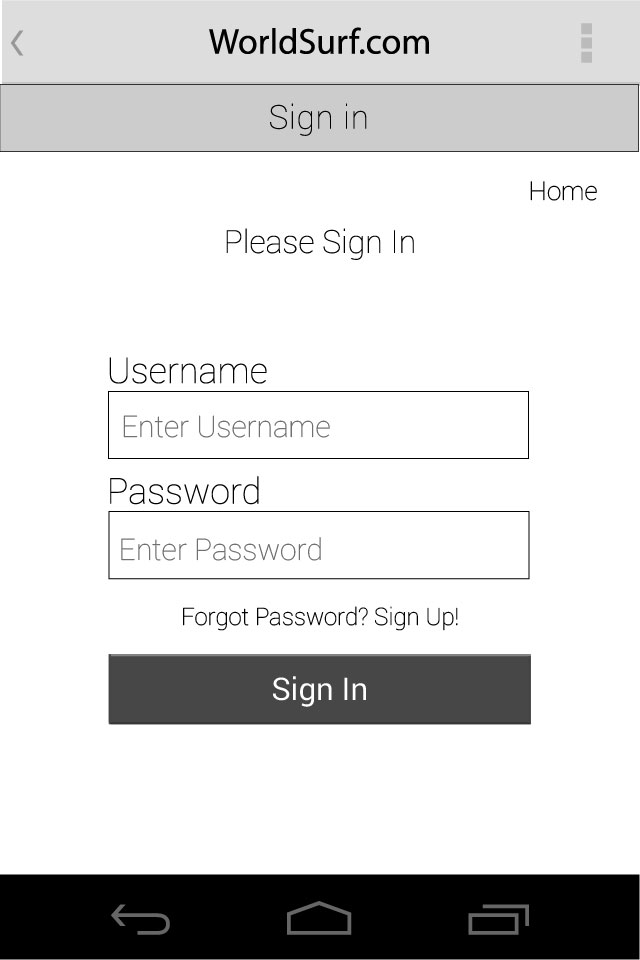 WorldSurf.com
Sign in
Home
Please Sign In
Username
Enter Username
Password
Enter Password
Forgot Password? Sign Up!
Sign In